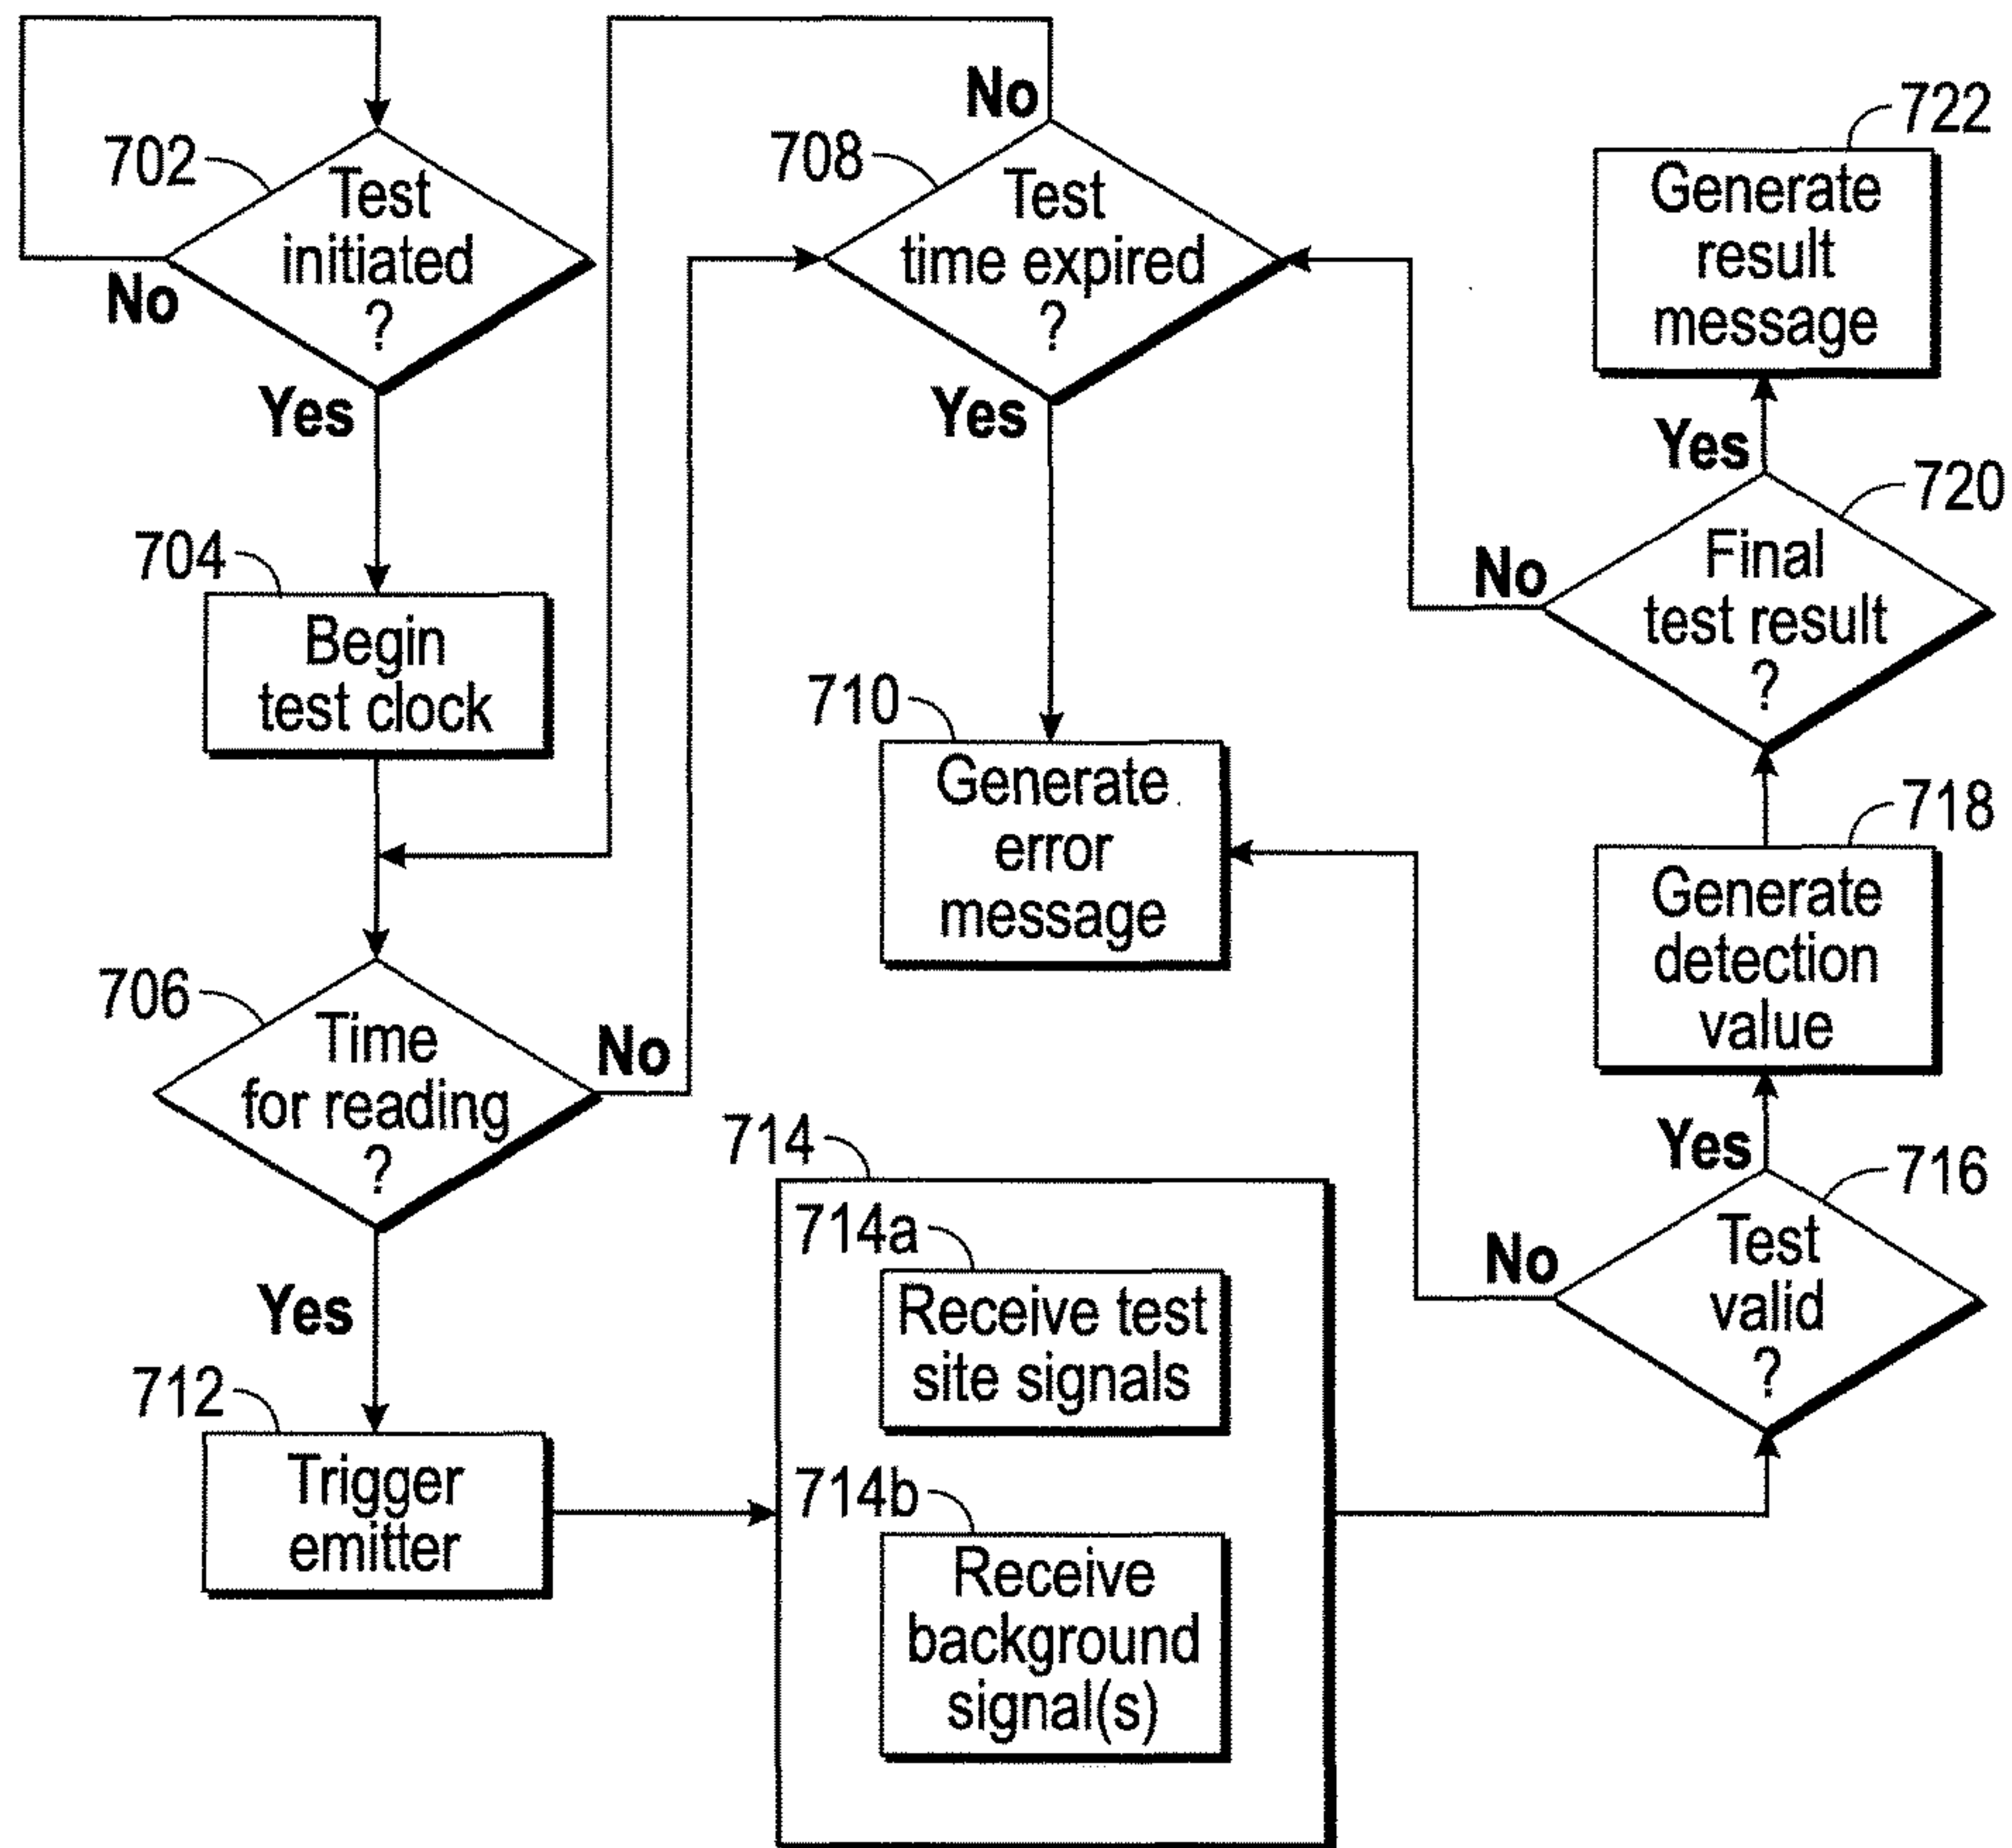 702
Test
initiated
?
No
Yes
704
Begin
test clock
706
Time
for reading
?
No
Yes
712
Trigger
emitter
No
708
Test
time expired
?
Yes
710
Generate
error
message
714
714a
Receive test
site signals
714b
Receive
background
signal(s)
722
Generate
result
message
Yes
720
Final
test result
?
No
718
Generate
detection
value
Yes
716
Test
valid
?
No